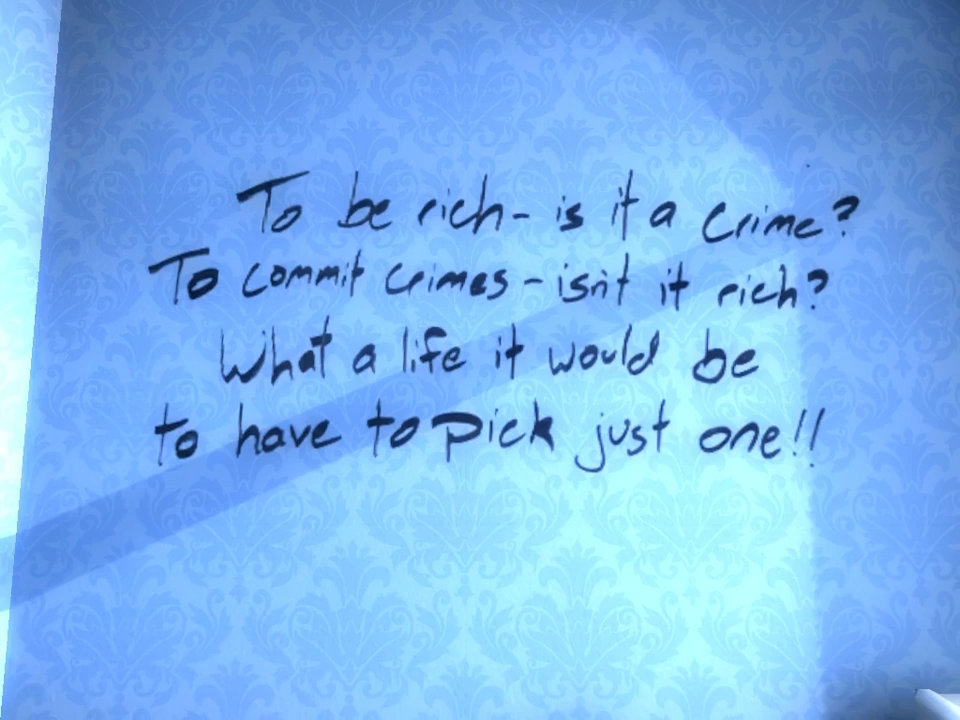 To be rich- is it a crime?
To commit crimes - isn't it rich?
What a life it would be
to have to pick just one!!